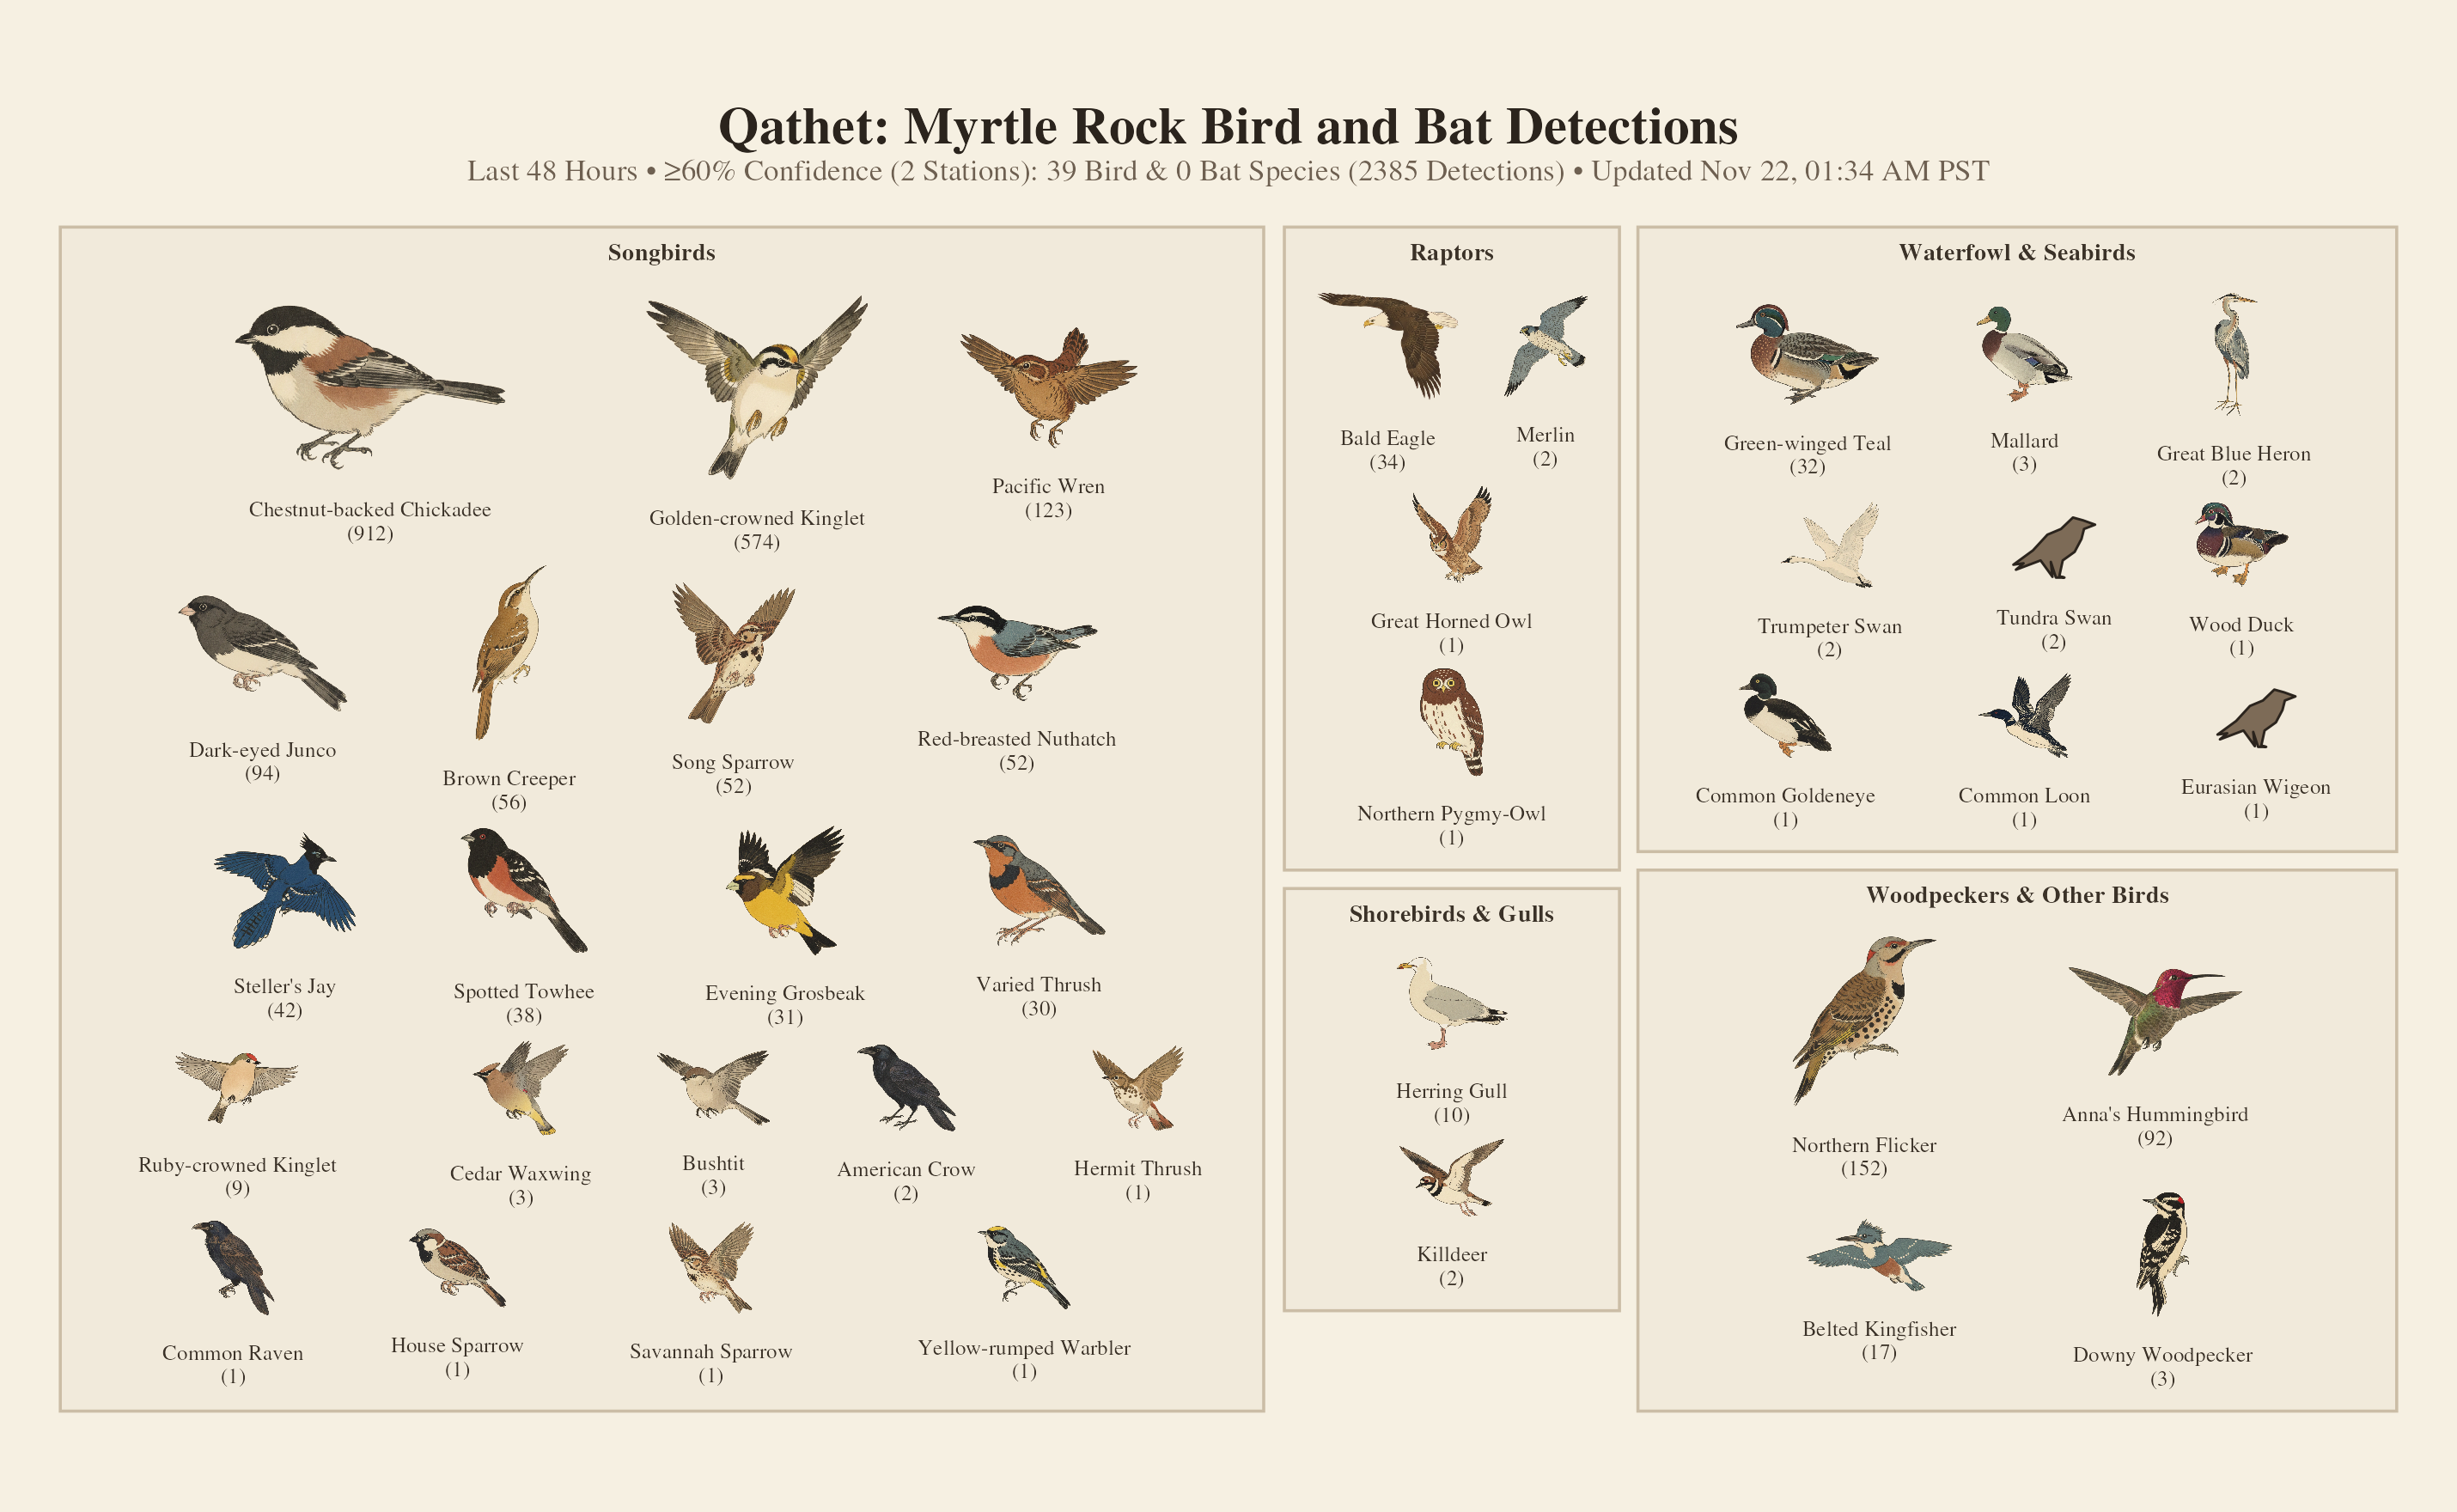 Qathet: Myrtle Rock Bird and Bat Detections
Last 48 Hours • ≥60% Confidence (2 Stations): 39 Bird & 0 Bat Species (2385 Detections) • Updated Nov 22, 01:34 AM PST
Songbirds
Chestnut-backed Chickadee
(912)
Golden-crowned Kinglet
(574)
Pacific Wren
(123)
Dark-eyed Junco
(94)
Brown Creeper
(56)
Song Sparrow
(52)
Red-breasted Nuthatch
(52)
Steller's Jay
(42)
Spotted Towhee
(38)
Evening Grosbeak
(31)
Varied Thrush
(30)
Ruby-crowned Kinglet
(9)
Cedar Waxwing
(3)
Bushtit
(3)
American Crow
(2)
Hermit Thrush
(1)
Common Raven
(1)
House Sparrow
(1)
Savannah Sparrow
(1)
Yellow-rumped Warbler
(1)
Raptors
Bald Eagle
(34)
Merlin
(2)
Great Horned Owl
(1)
Northern Pygmy-Owl
(1)
Shorebirds & Gulls
Herring Gull
(10)
Killdeer
(2)
Waterfowl & Seabirds
Green-winged Teal
(32)
Mallard
(3)
Great Blue Heron
(2)
Trumpeter Swan
(2)
Tundra Swan
(2)
Wood Duck
(1)
Common Goldeneye
(1)
Common Loon
(1)
Eurasian Wigeon
(1)
Woodpeckers & Other Birds
Northern Flicker
(152)
Anna's Hummingbird
(92)
Belted Kingfisher
(17)
Downy Woodpecker
(3)